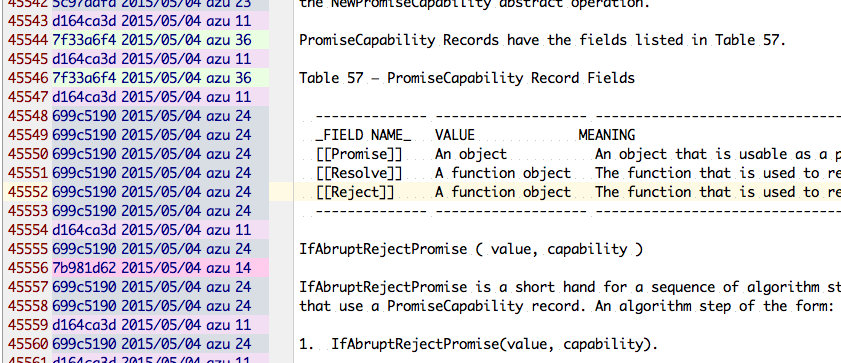 45542 5c97dafd 2015/05/04 azu 23 the NewPromiseCapability abstract operation.
45543 d164ca3d 2015/05/04 azu 11
45544 7f33a6f4 2015/05/04 azu 36 PromiseCapability Records have the fields listed in Table 57.
45545 d164ca3d 2015/05/04 azu 11
45546 7f33a6f4 2015/05/04 azu 36 Table 57 — PromiseCapability Record Fields
45547 d164ca3d 2015/05/04 azu 11
45548 699c5190 2015/05/04 azu 24 -------------- ------------------- -------------------------------
45549 699c5190 2015/05/04 azu 24 _FIELD NAME_ VALUE MEANING
45550 699c5190 2015/05/04 azu 24 [[Promise]] An object An object that is usable as a p
45551 699c5190 2015/05/04 azu 24 [[Resolve]] A function object The function that is used to re
45552 699c5190 2015/05/04 azu 24 [[Reject]] A function object The function that is used to re
45553 699c5190 2015/05/04 azu 24 -------------- ------------------- -------------------------------
45554 d164ca3d 2015/05/04 azu 11
45555 699c5190 2015/05/04 azu 24 IfAbruptRejectPromise ( value, capability )
45556 7b981d62 2015/05/04 azu 14
45557 699c5190 2015/05/04 azu 24 IfAbruptRejectPromise is a short hand for a sequence of algorithm st
45558 699c5190 2015/05/04 azu 24 that use a PromiseCapability record. An algorithm step of the form:
45559 d164ca3d 2015/05/04 azu 11
45560 699c5190 2015/05/04 azu 24 1. IfAbruptRejectPromise(value, capability).
45561 d164ca3d 2015/05/04 azu 11